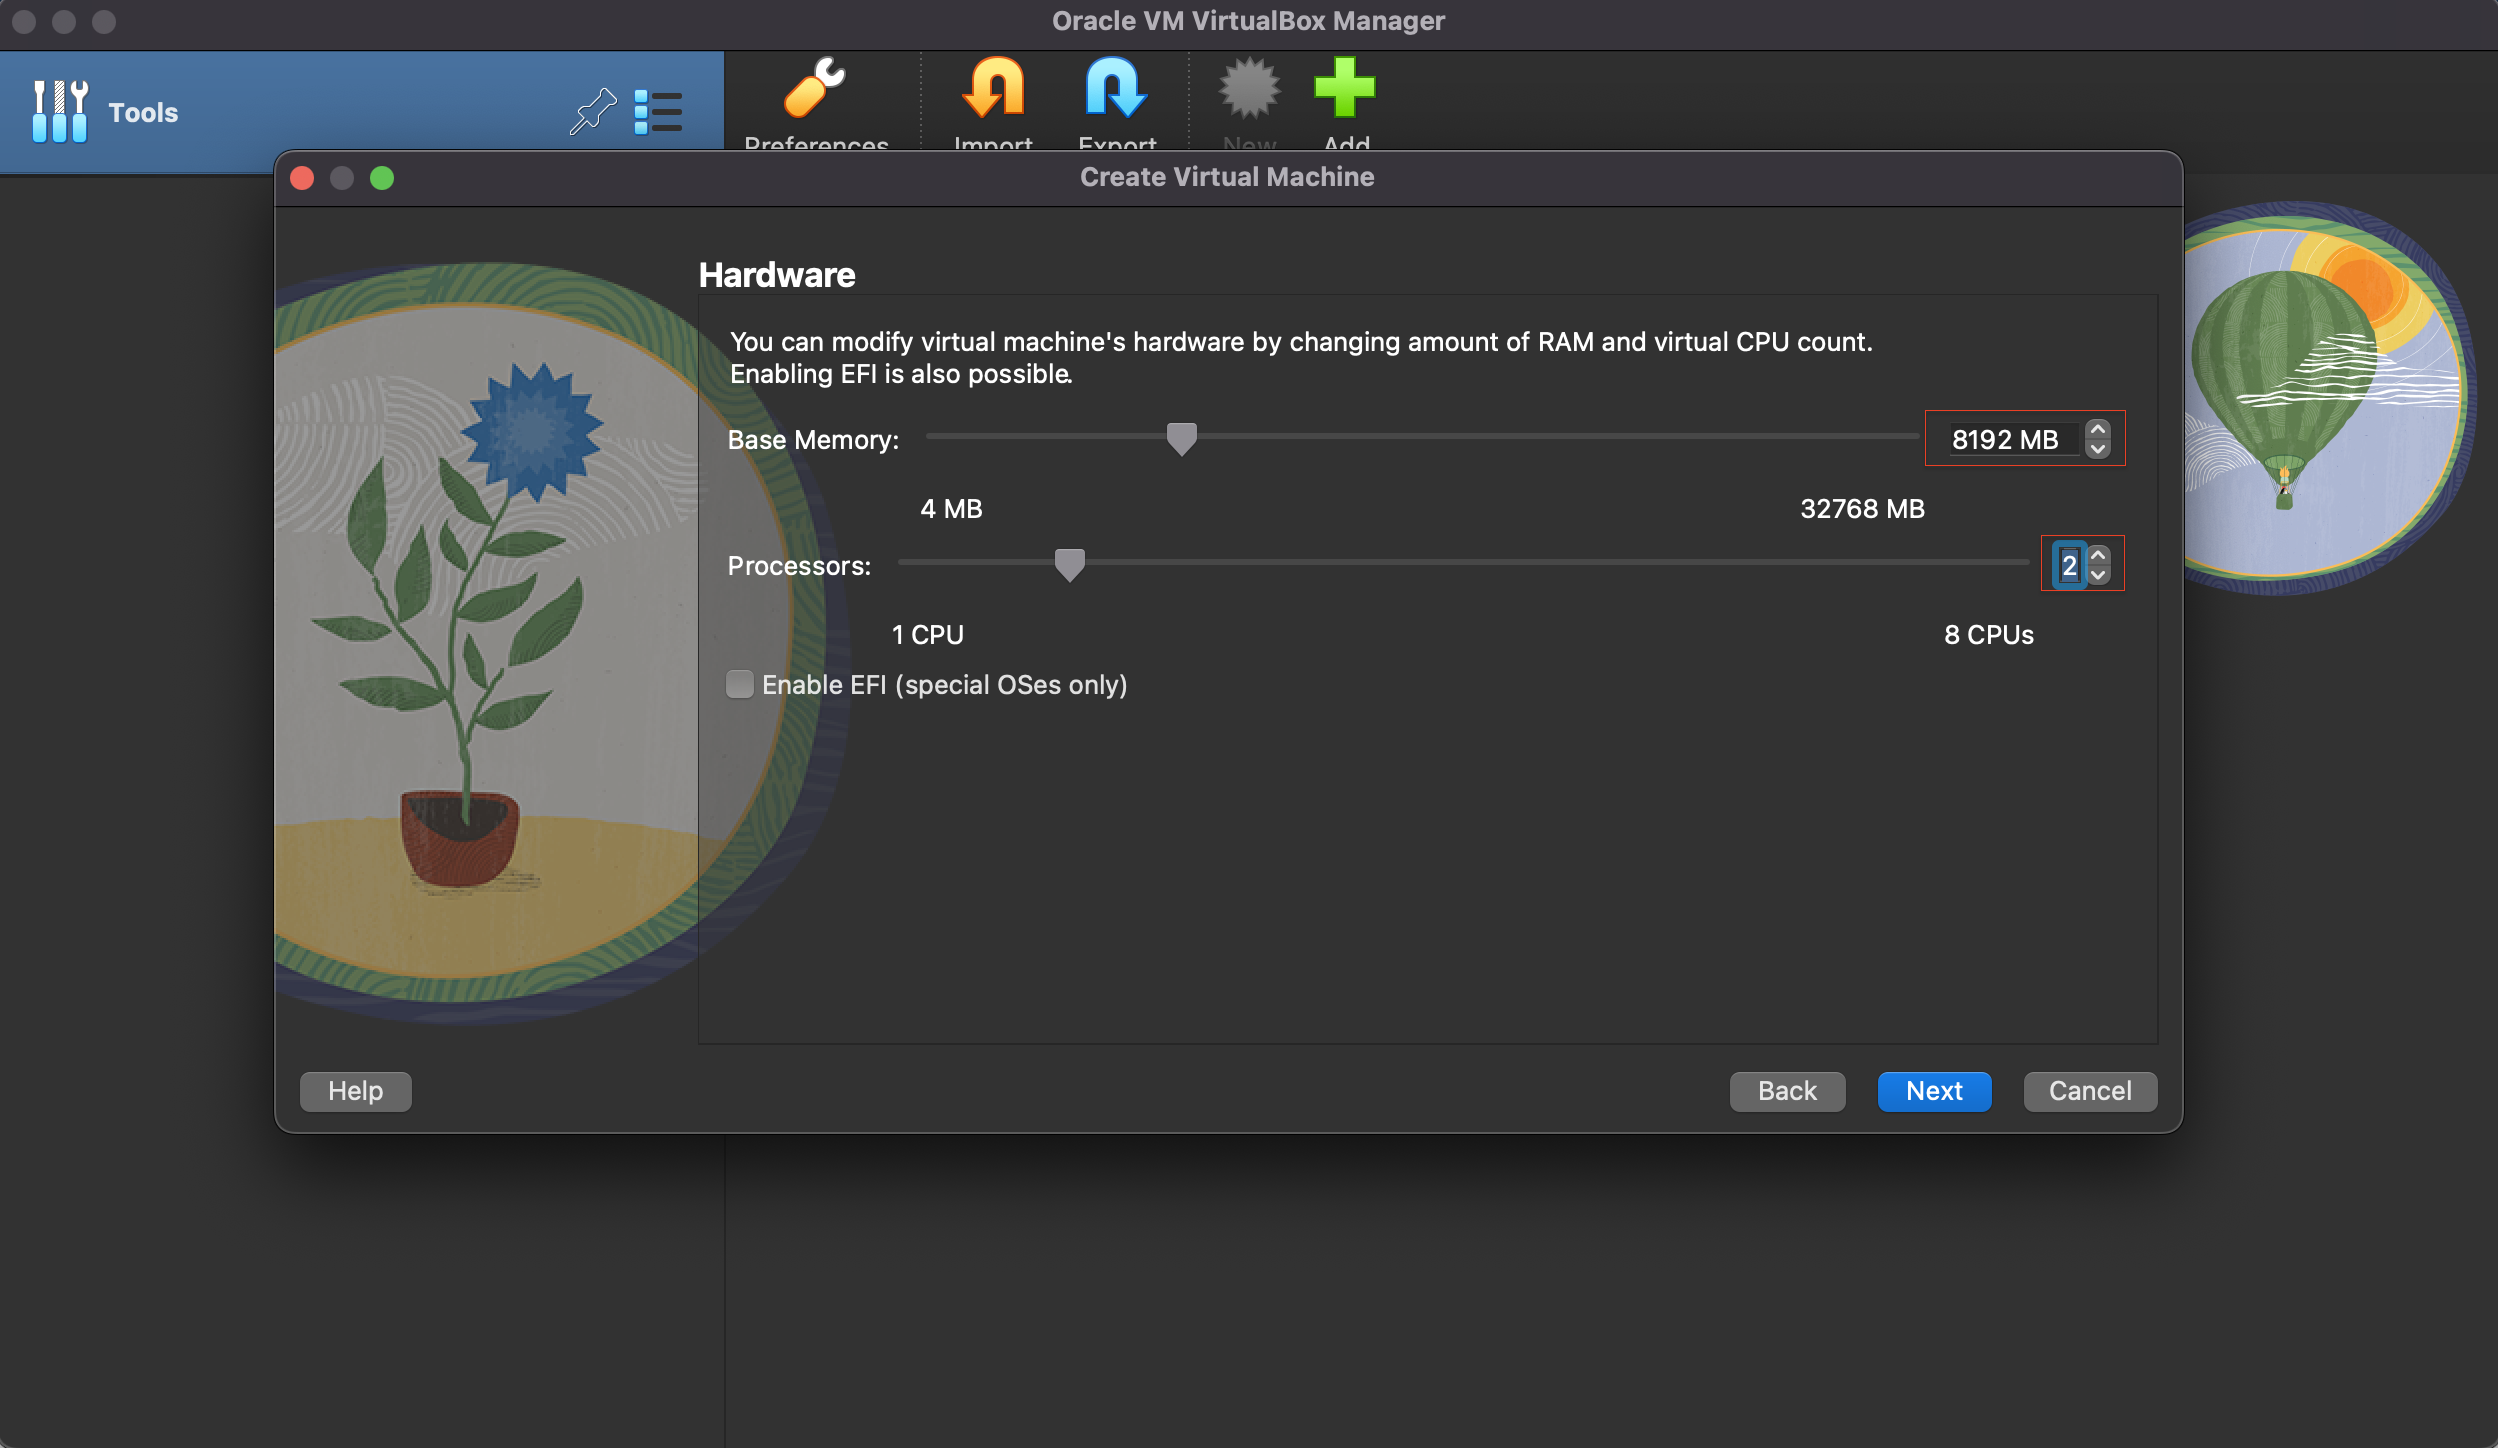 Oracle VM VirtualBox Manager
Tools
Preferences
Import
Export
New
Add
Create Virtual Machine
Hardware
You can modify virtual machine's hardware by changing amount of RAM and virtual CPU count.
Enabling EFI is also possible.
Base Memory:
8192 MB
4 MB
32768 MB
Processors:
2
1 CPU
8 CPUs
Enable EFI (special OSes only)
Help
Back
Next
Cancel